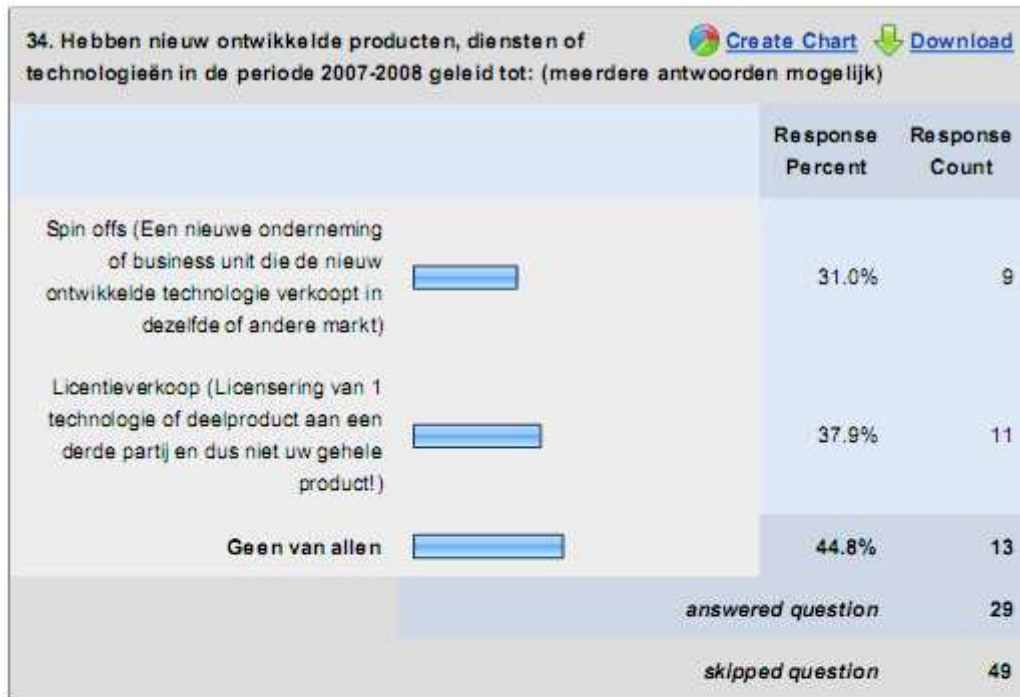 34. Hebben nieuw ontwikkelde producten, diensten of
Create Chart
Download
technologieën in de periode 2007-2008 geleid tot: (meerdere antwoorden mogelijk)
Response
Percent
Response
Count
Spin offs (Een nieuwe onderneming
of business unit die de nieuw
ontwikkelde technologie verkoopt in
dezelfde of andere markt)
31.0%
9
Licentieverkoop (Licensering van 1
technologie of deelproduct aan een
derde partij en dus niet uw gehele
product!)
37.9%
11
Geen van allen
44.8%
13
answered question
29
skipped question
49